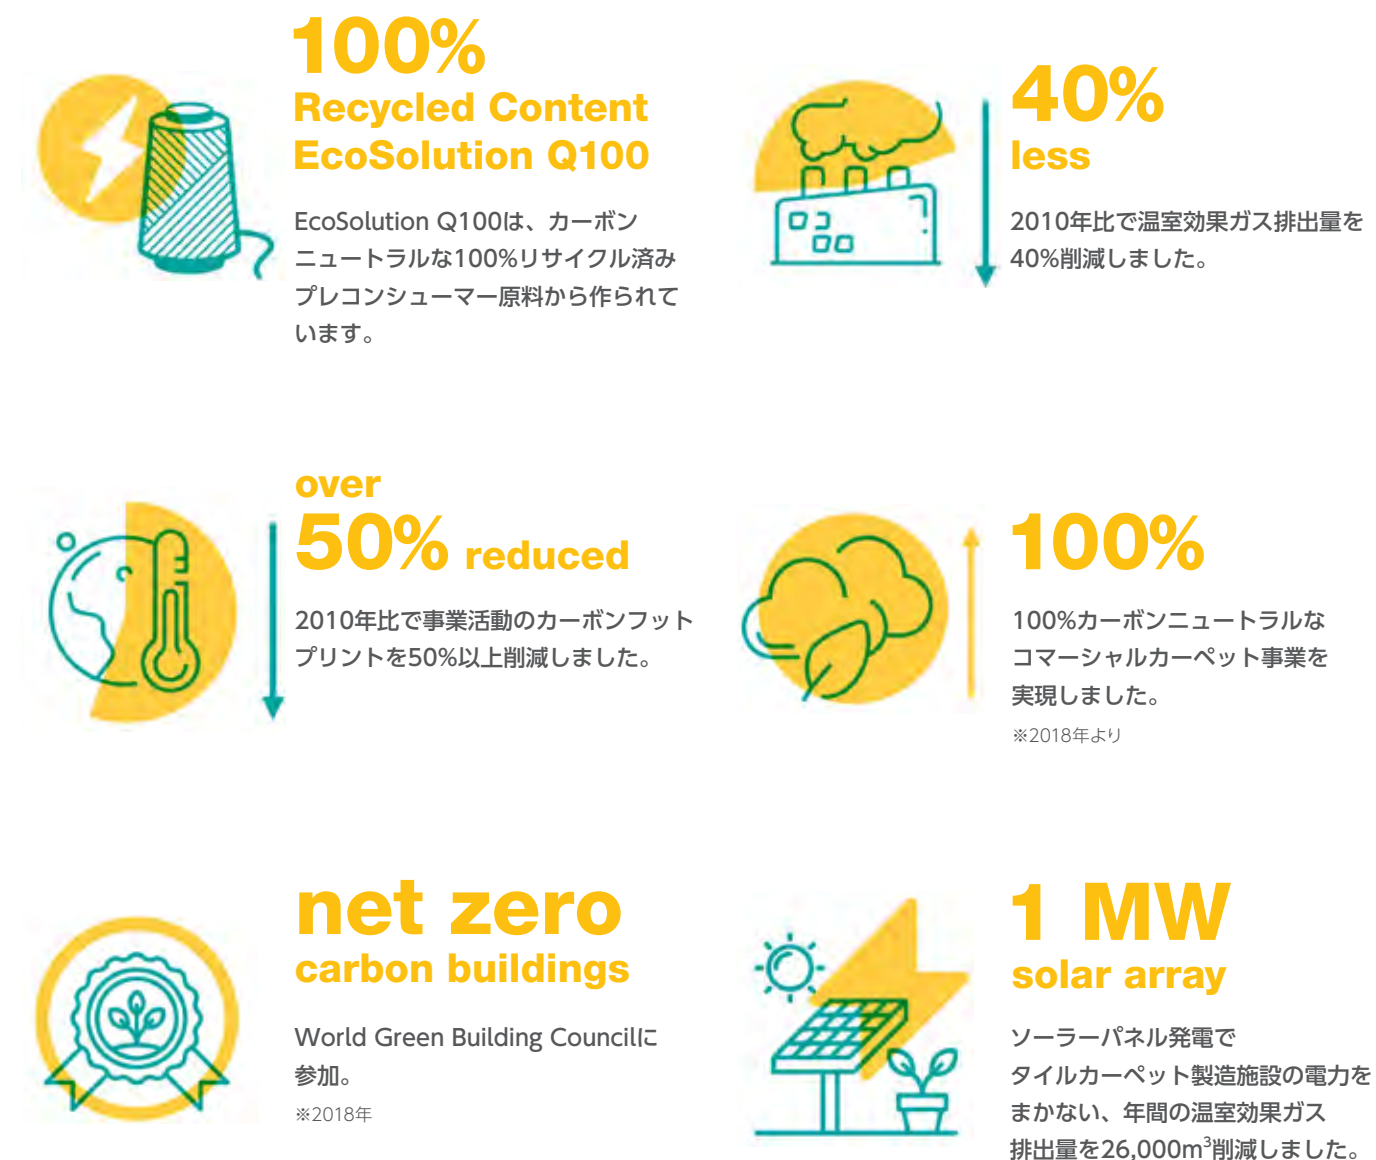 100%
Recycled Content
EcoSolution Q100
EcoSolution Q100は、カーボン
ニュートラルな100%リサイクル済み
プレコンシューマー原料から作られて
います。
40%
less
2010年比で温室効果ガス排出量を
40%削減しました。
over
50% reduced
2010年比で事業活動のカーボンフット
プリントを50%以上削減しました。
100%
100%カーボンニュートラルな
コマーシャルカーペット事業を
実現しました。
※2018年より
net zero
carbon buildings
World Green Building Councilに
参加。
※2018年
1 MW
solar array
ソーラーパネル発電で
タイルカーペット製造施設の電力を
まかない、年間の温室効果ガス
排出量を26,000m³削減しました。